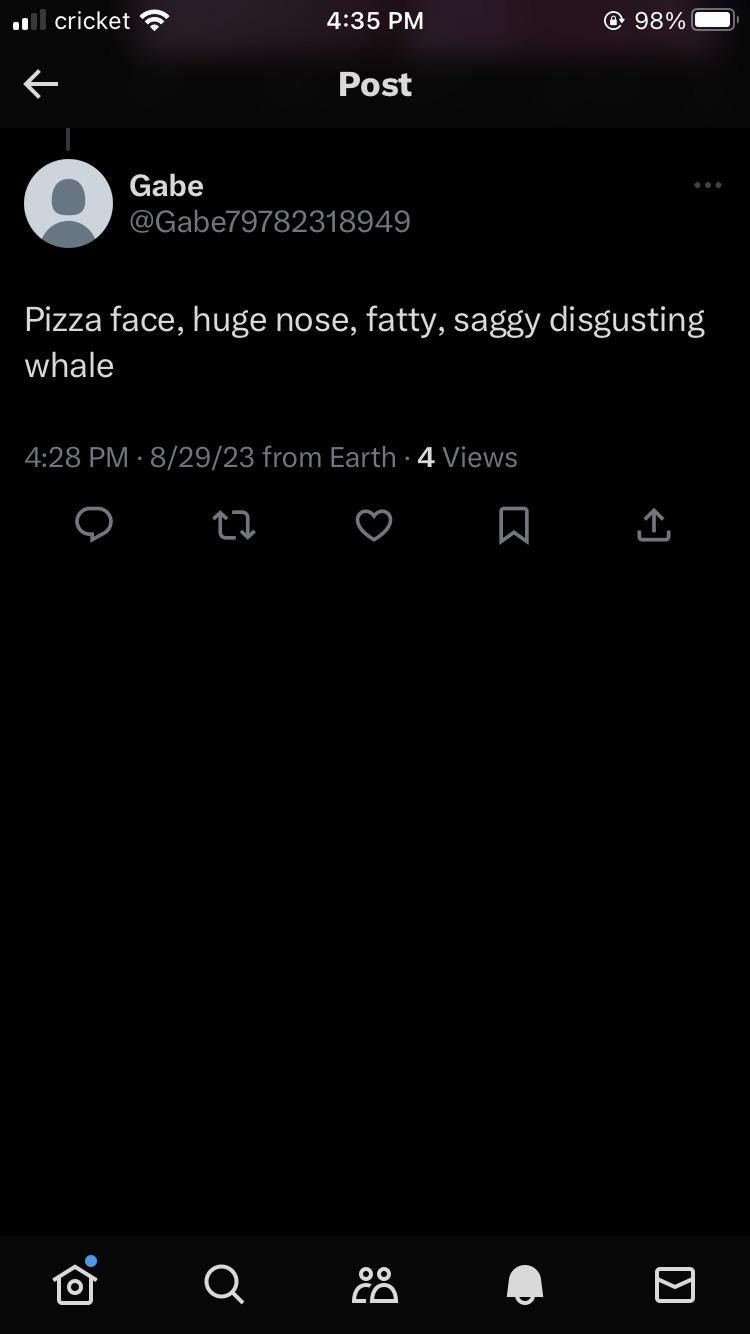 cricket 4:35 PM 98%
Post
Gabe
@Gabe79782318949
Pizza face, huge nose, fatty, saggy disgusting
whale
4:28 PM · 8/29/23 from Earth · 4 Views